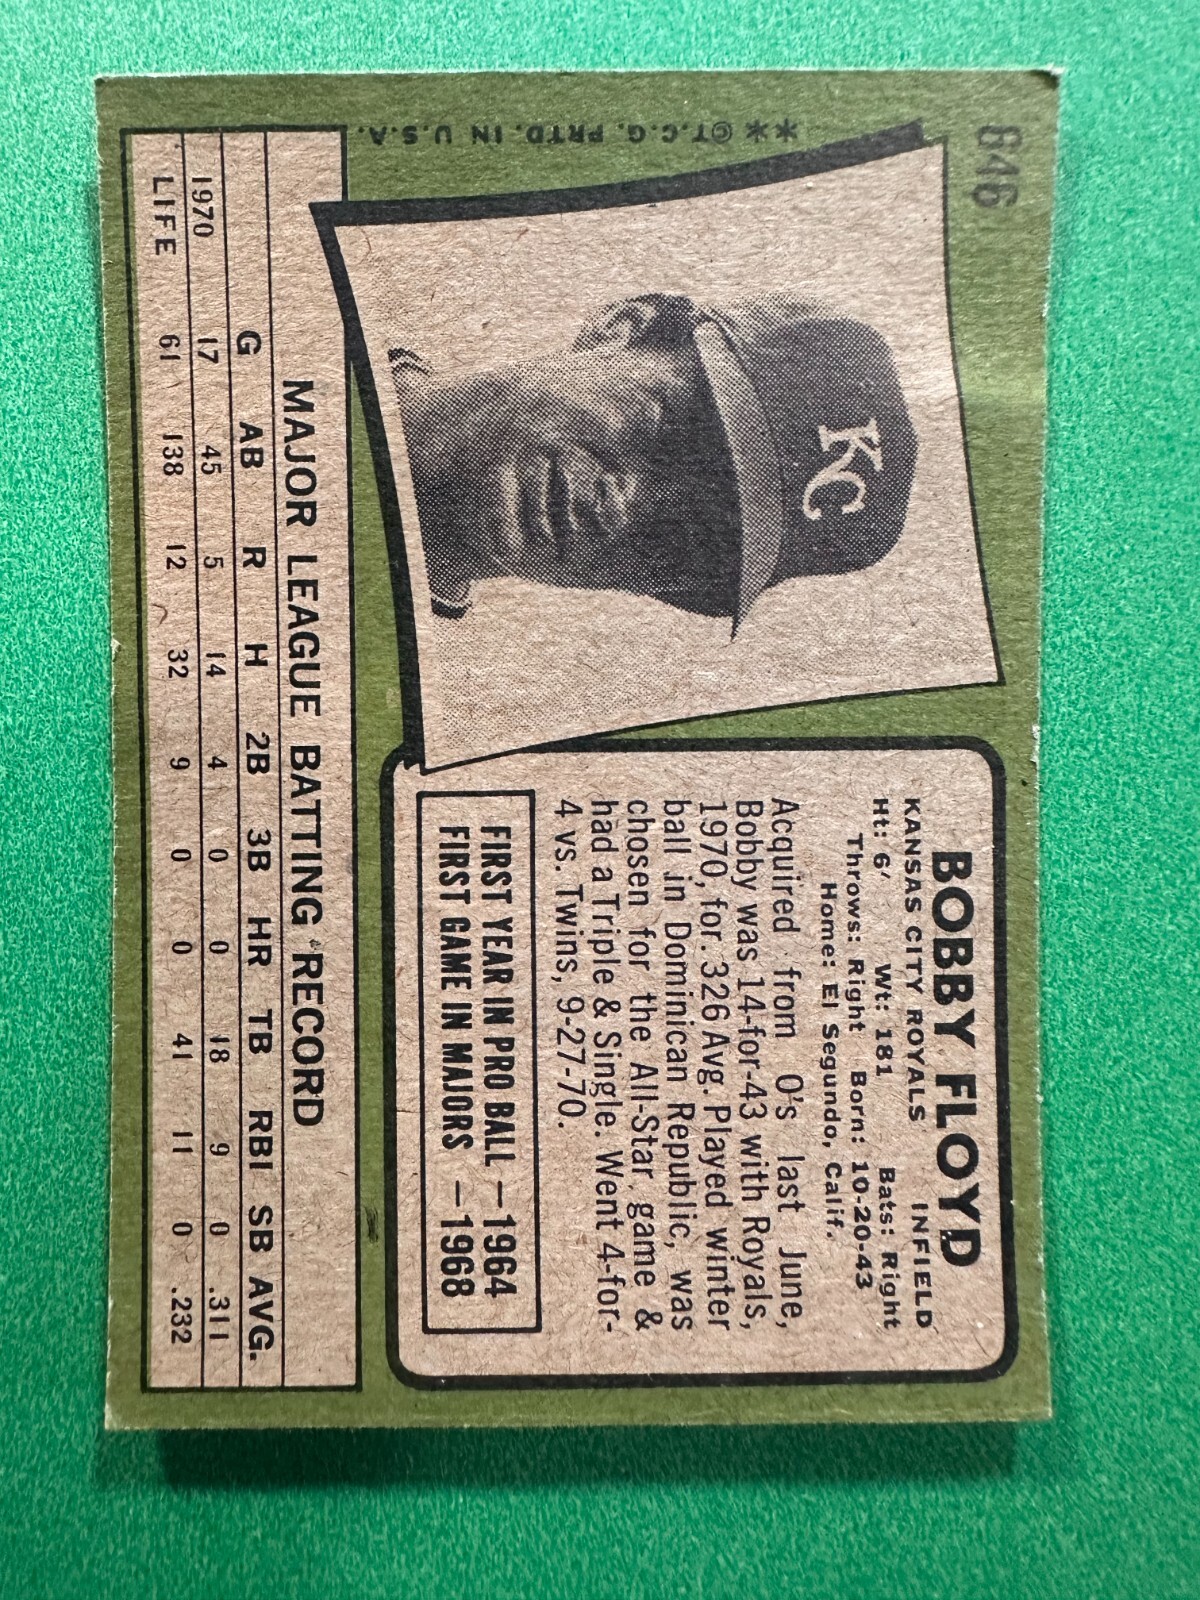 646
** ©T.C.G. PRTD. IN U.S.A.
KC
BOBBY FLOYD
KANSAS CITY ROYALS INFIELD
Ht: 6' Wt: 181 Bats: Right
Throws: Right Born: 10-20-43
Home: El Segundo, Calif.
Acquired from O's last June,
Bobby was 14-for-43 with Royals,
1970, for .326 Avg. Played winter
ball in Dominican Republic, was
chosen for the All-Star game &
had a Triple & Single. Went 4-for-
4 vs. Twins, 9-27-70.
FIRST YEAR IN PRO BALL—1964
FIRST GAME IN MAJORS —1968
MAJOR LEAGUE BATTING RECORD
G AB R H 2B 3B HR TB RBI SB AVG.
1970 17 45 5 14 4 0 0 18 9 0 .311
LIFE 61 138 12 32 9 0 0 41 11 0 .232